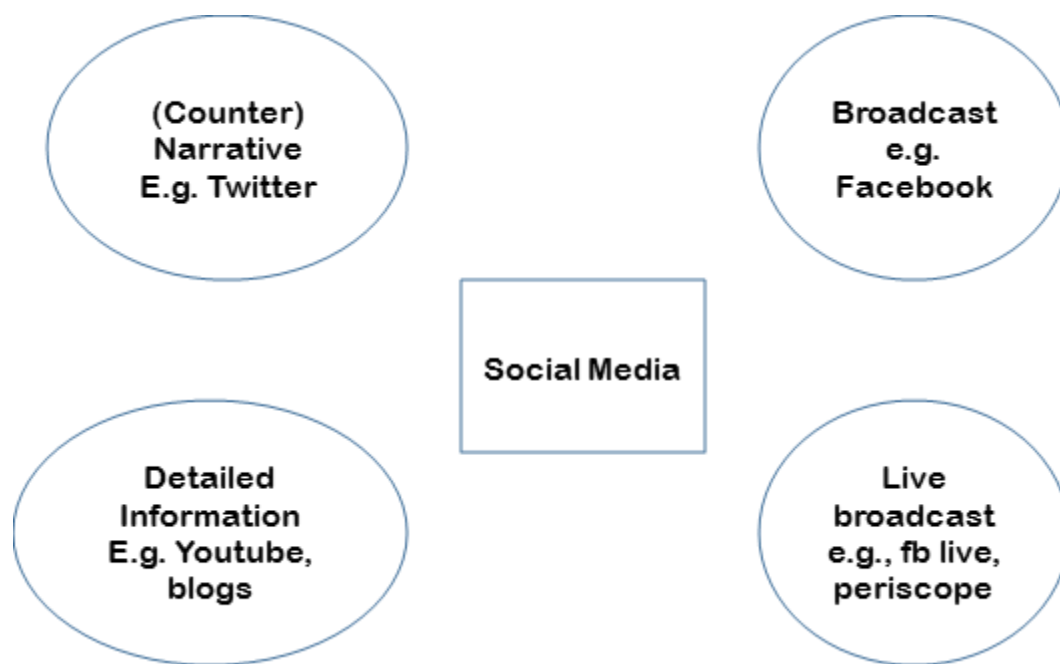 (Counter)
Narrative
E.g. Twitter
Broadcast
e.g.
Facebook
Social Media
Detailed
Information
E.g. Youtube,
blogs
Live
broadcast
e.g., fb live,
periscope